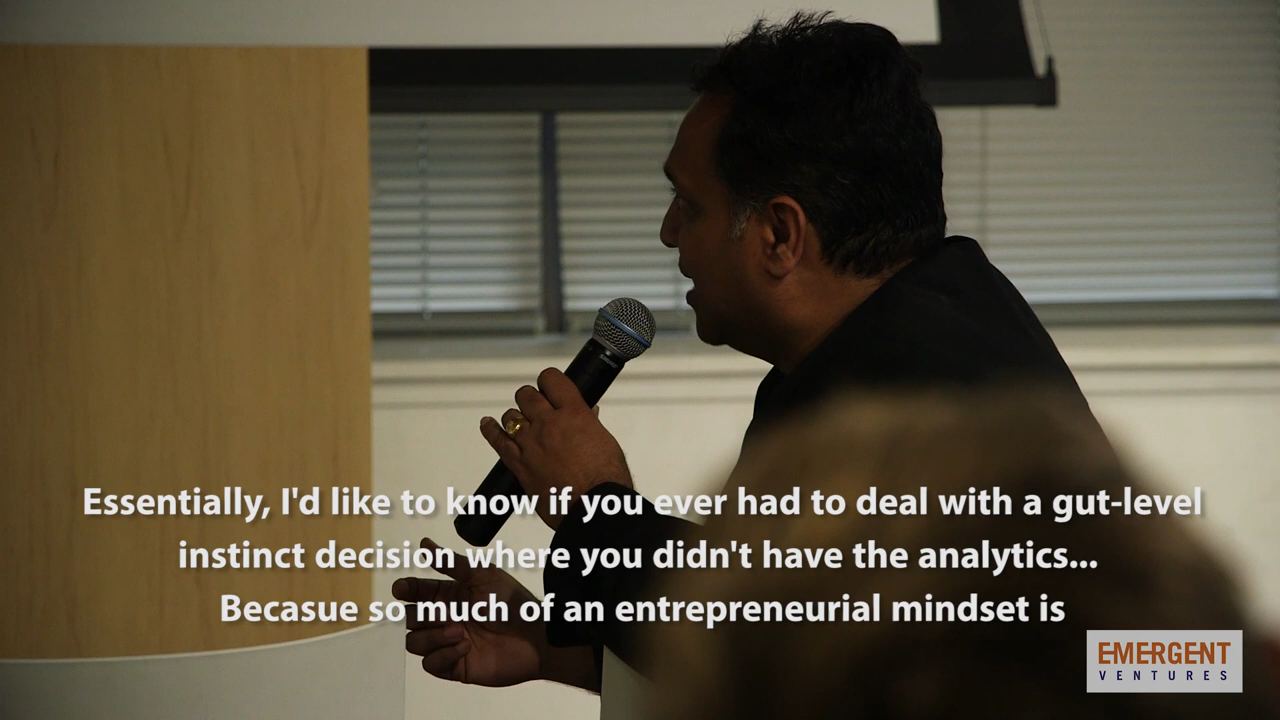 Essentially, I'd like to know if you ever had to deal with a gut-level
instinct decision where you didn't have the analytics...
Becasue so much of an entrepreneurial mindset is
EMERGENT
VENTURES